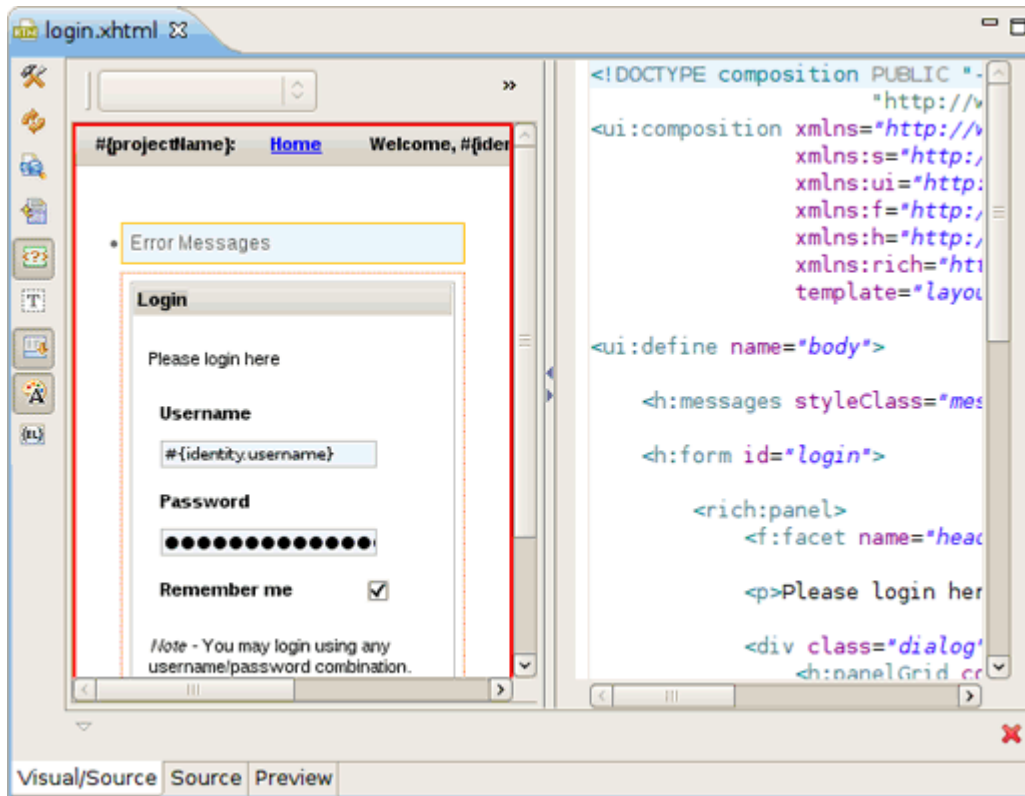 login.xhtml
»
#{projectName}: Home Welcome, #{iden
Error Messages
Login
Please login here
Username
#{identity.username}
Password
Remember me
Note - You may login using any
username/password combination.
<!DOCTYPE composition PUBLIC "-
"http://w
<ui:composition xmlns="http://w
xmlns:s="http:/
xmlns:ui="http:
xmlns:f="http:/
xmlns:h="http:/
xmlns:rich="htt
template="layou
<ui:define name="body">
<h:messages styleClass="mes
<h:form id="login">
<rich:panel>
<f:facet name="head
<p>Please login her
<div class="dialog"
<h:panelGrid co
Visual/Source Source Preview